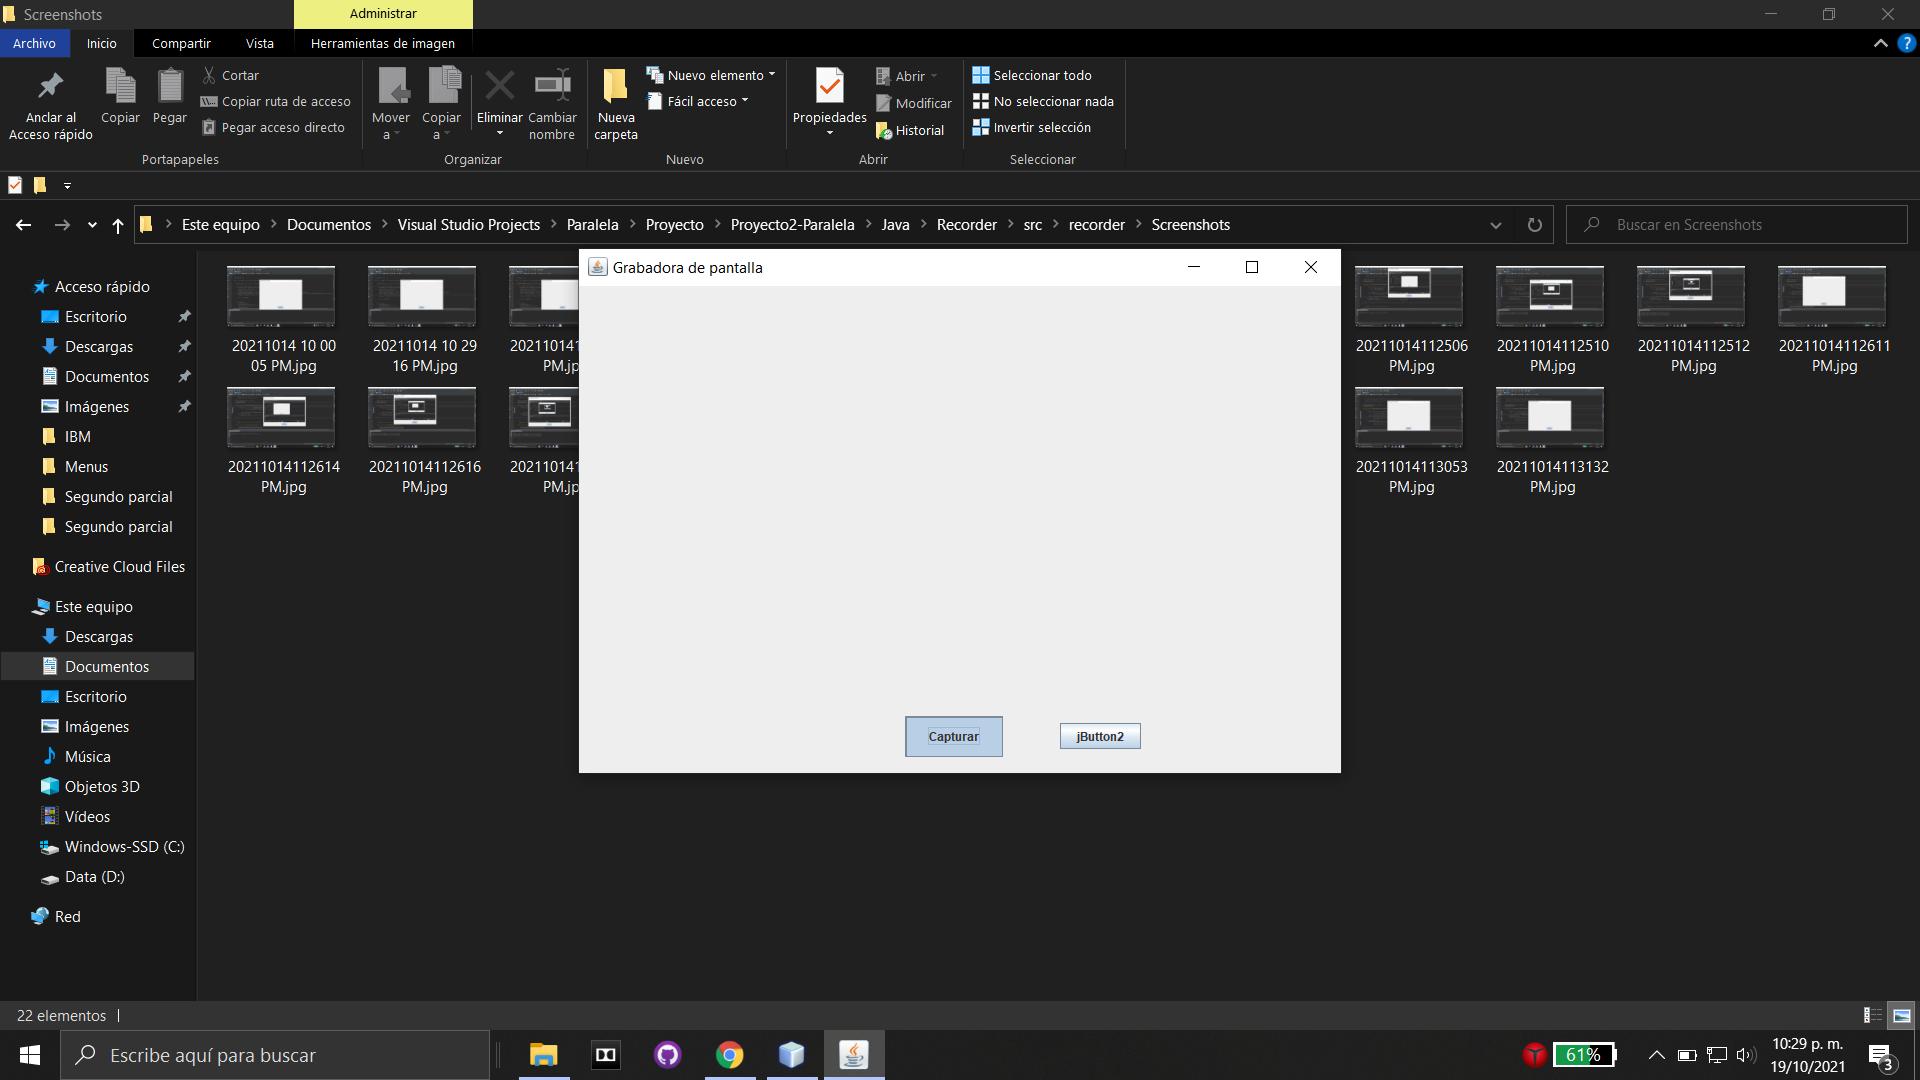 Screenshots
Administrar
Archivo
Inicio
Compartir
Vista
Herramientas de imagen
Anclar al
Acceso rápido
Copiar
Pegar
Cortar
Copiar ruta de acceso
Pegar acceso directo
Portapapeles
Mover
a
Copiar
a
Eliminar
Cambiar
nombre
Organizar
Nueva
carpeta
Nuevo elemento
Fácil acceso
Nuevo
Propiedades
Abrir
Modificar
Historial
Abrir
Seleccionar todo
No seleccionar nada
Invertir selección
Seleccionar
Este equipo > Documentos > Visual Studio Projects > Paralela > Proyecto > Proyecto2-Paralela > Java > Recorder > src > recorder > Screenshots
Buscar en Screenshots
Acceso rápido
Escritorio
Descargas
Documentos
Imágenes
IBM
Menus
Segundo parcial
Segundo parcial
Creative Cloud Files
Este equipo
Descargas
Documentos
Escritorio
Imágenes
Música
Objetos 3D
Vídeos
Windows-SSD (C:)
Data (D:)
Red
20211014 10 00
05 PM.jpg
20211014 10 29
16 PM.jpg
202110141
PM.jp
20211014112506
PM.jpg
20211014112510
PM.jpg
20211014112512
PM.jpg
20211014112611
PM.jpg
20211014112614
PM.jpg
20211014112616
PM.jpg
202110141
PM.jp
20211014113053
PM.jpg
20211014113132
PM.jpg
Grabadora de pantalla
Capturar
jButton2
22 elementos
Escribe aquí para buscar
61%
10:29 p. m.
19/10/2021
3